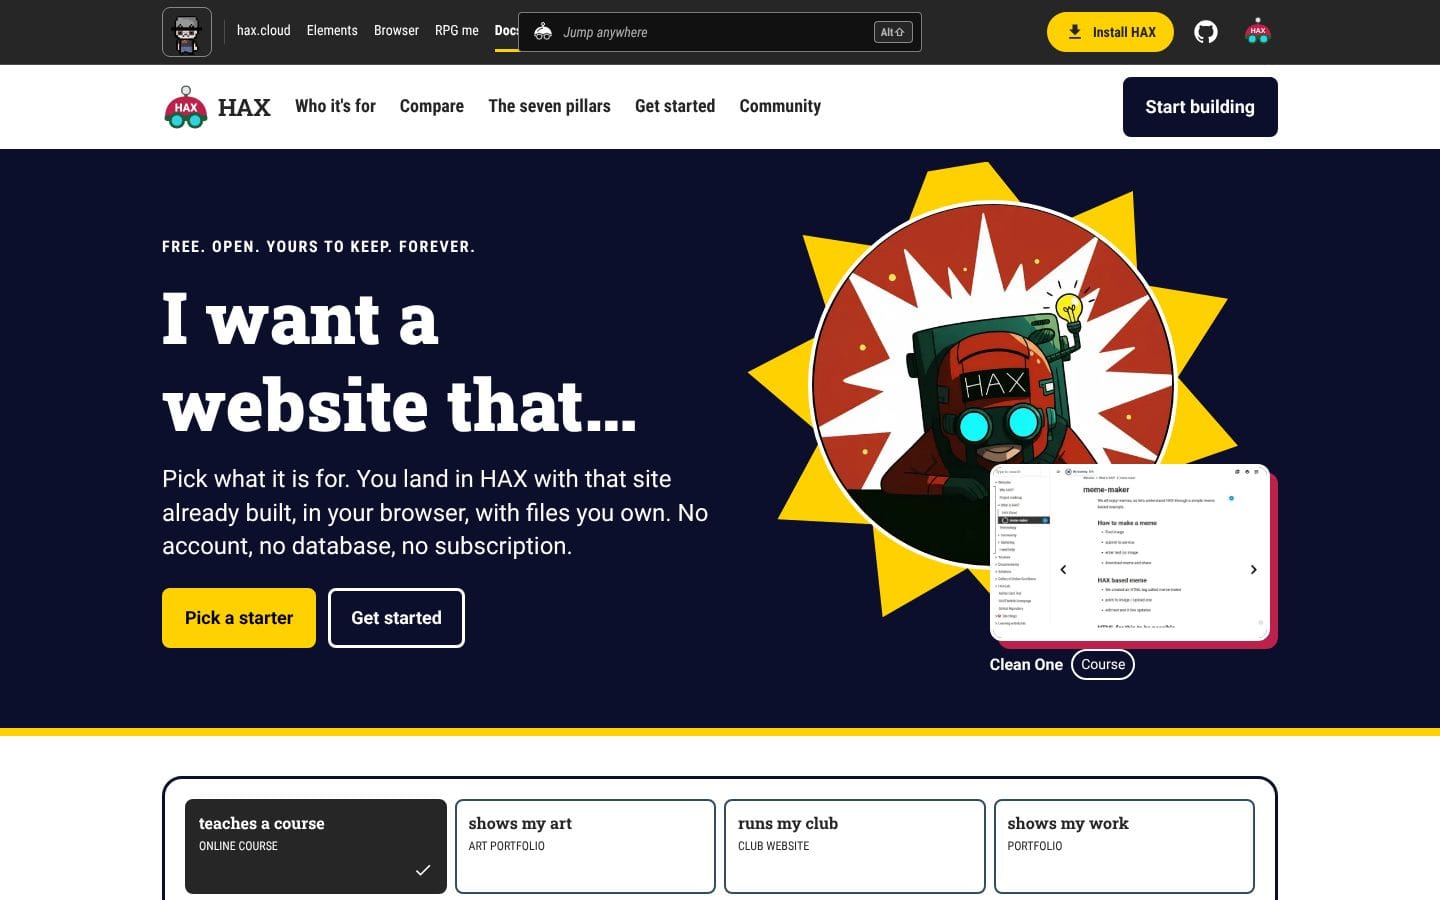 hax.cloud Elements Browser RPG me Docs Jump anywhere Alt Install HAX HAX
HAX HAX Who it's for Compare The seven pillars Get started Community Start building
FREE. OPEN. YOURS TO KEEP. FOREVER.
I want a
website that...
Pick what it is for. You land in HAX with that site
already built, in your browser, with files you own. No
account, no database, no subscription.
Pick a starter Get started
HAX
meme-maker
How to make a meme
HAX based meme
Clean One Course
teaches a course
ONLINE COURSE
shows my art
ART PORTFOLIO
runs my club
CLUB WEBSITE
shows my work
PORTFOLIO